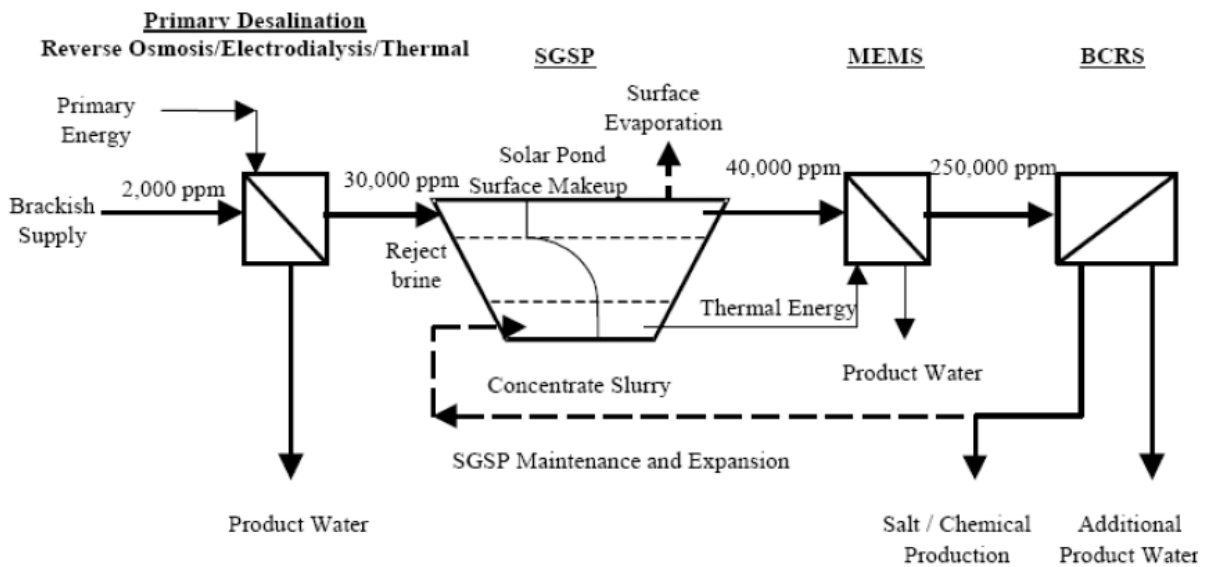 Primary Desalination
Reverse Osmosis/Electrodialysis/Thermal
SGSP
MEMS
BCRS
Primary
Energy
Surface
Evaporation
Solar Pond
Surface Makeup
2,000 ppm
30,000 ppm
40,000 ppm
250,000 ppm
Brackish
Supply
Reject
brine
Thermal Energy
Product Water
Concentrate Slurry
SGSP Maintenance and Expansion
Product Water
Salt / Chemical
Production
Additional
Product Water